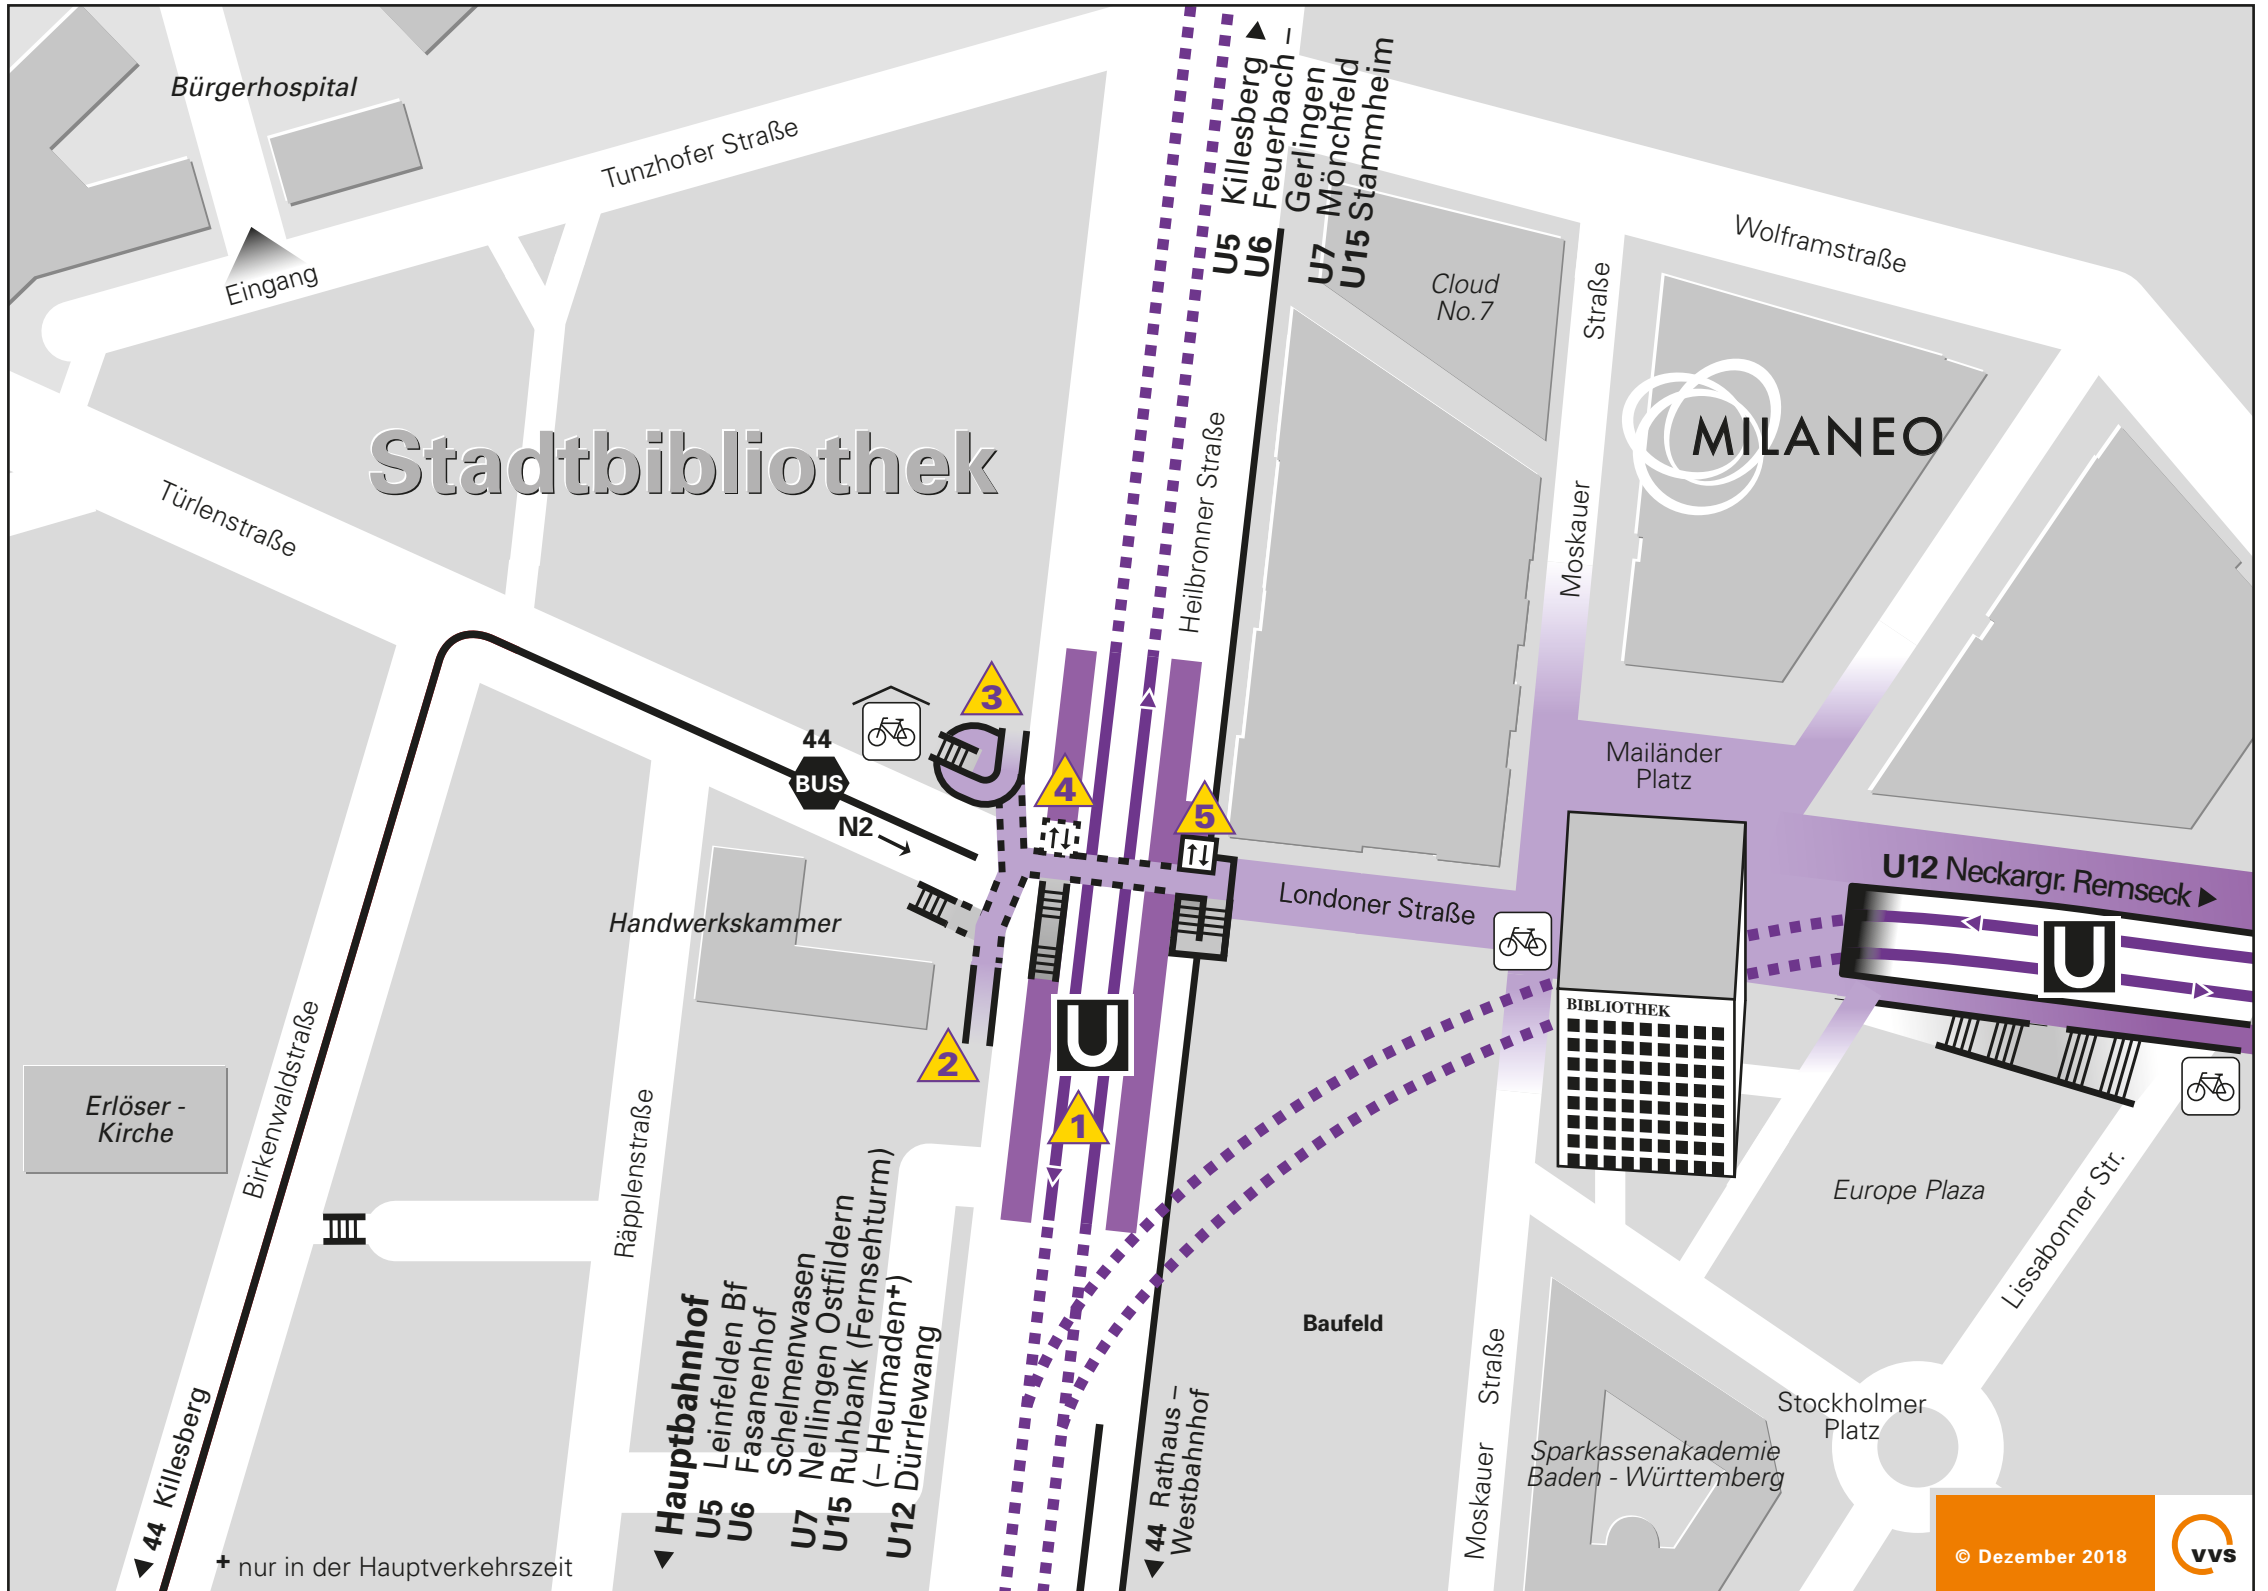 Bürgerhospital
Tunzhofer Straße
Eingang
U5 Killesberg
U6 Feuerbach –
Gerlingen
U7 Mönchfeld
U15 Stammheim
Wolframstraße
Cloud
No.7
Moskauer Straße
MILANEO
Stadtbibliothek
Heilbronner Straße
Türlenstraße
3
44
BUS
N2
4
5
Mailänder
Platz
U12 Neckargr. Remseck
Londoner Straße
Handwerkskammer
U
U
BIBLIOTHEK
2
1
Birkenwaldstraße
Erlöser -
Kirche
Räpplenstraße
Europe Plaza
Lissabonner Str.
Baufeld
Hauptbahnhof
U5 Leinfelden Bf
U6 Fasanenhof
Schelmenwasen
U7 Nellingen Ostfildern
U15 Ruhbank (Fernsehturm)
(– Heumaden+)
U12 Dürrlewang
44 Rathaus –
Westbahnhof
Moskauer Straße
Stockholmer
Platz
Sparkassenakademie
Baden - Württemberg
44 Killesberg
+ nur in der Hauptverkehrszeit
© Dezember 2018
vvs